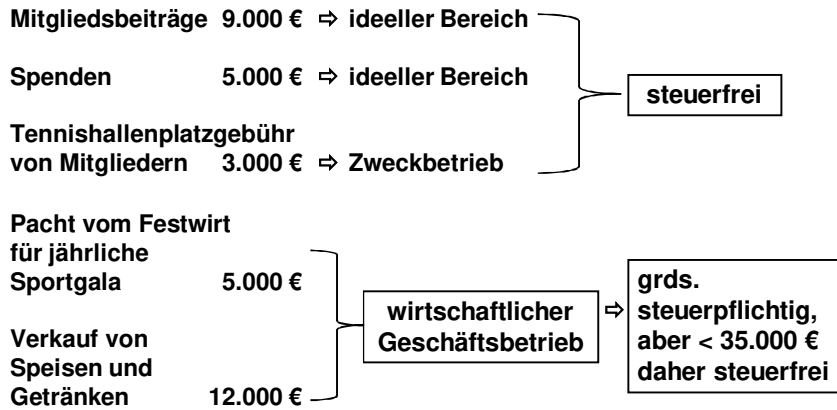 Mitgliedsbeiträge 9.000 € ⇨ ideeller Bereich
Spenden 5.000 € ⇨ ideeller Bereich
steuerfrei
Tennishallenplatzgebühr
von Mitgliedern 3.000 € ⇨ Zweckbetrieb
Pacht vom Festwirt
für jährliche
Sportgala 5.000 €
Verkauf von
Speisen und
Getränken 12.000 €
wirtschaftlicher
Geschäftsbetrieb
⇨
grds.
steuerpflichtig,
aber < 35.000 €
daher steuerfrei